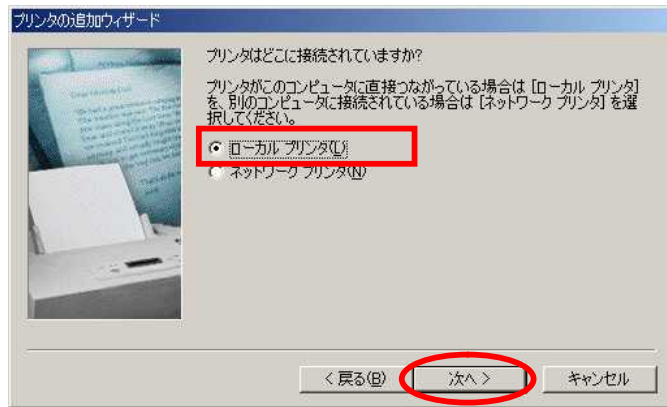 プリンタの追加ウィザード
プリンタはどこに接続されていますか?
プリンタがこのコンピュータに直接つながっている場合は [ローカル プリンタ]
を、別のコンピュータに接続されている場合は [ネットワーク プリンタ] を選
択してください。
ローカル プリンタ(L)
ネットワーク プリンタ(N)
< 戻る(B)
次へ >
キャンセル